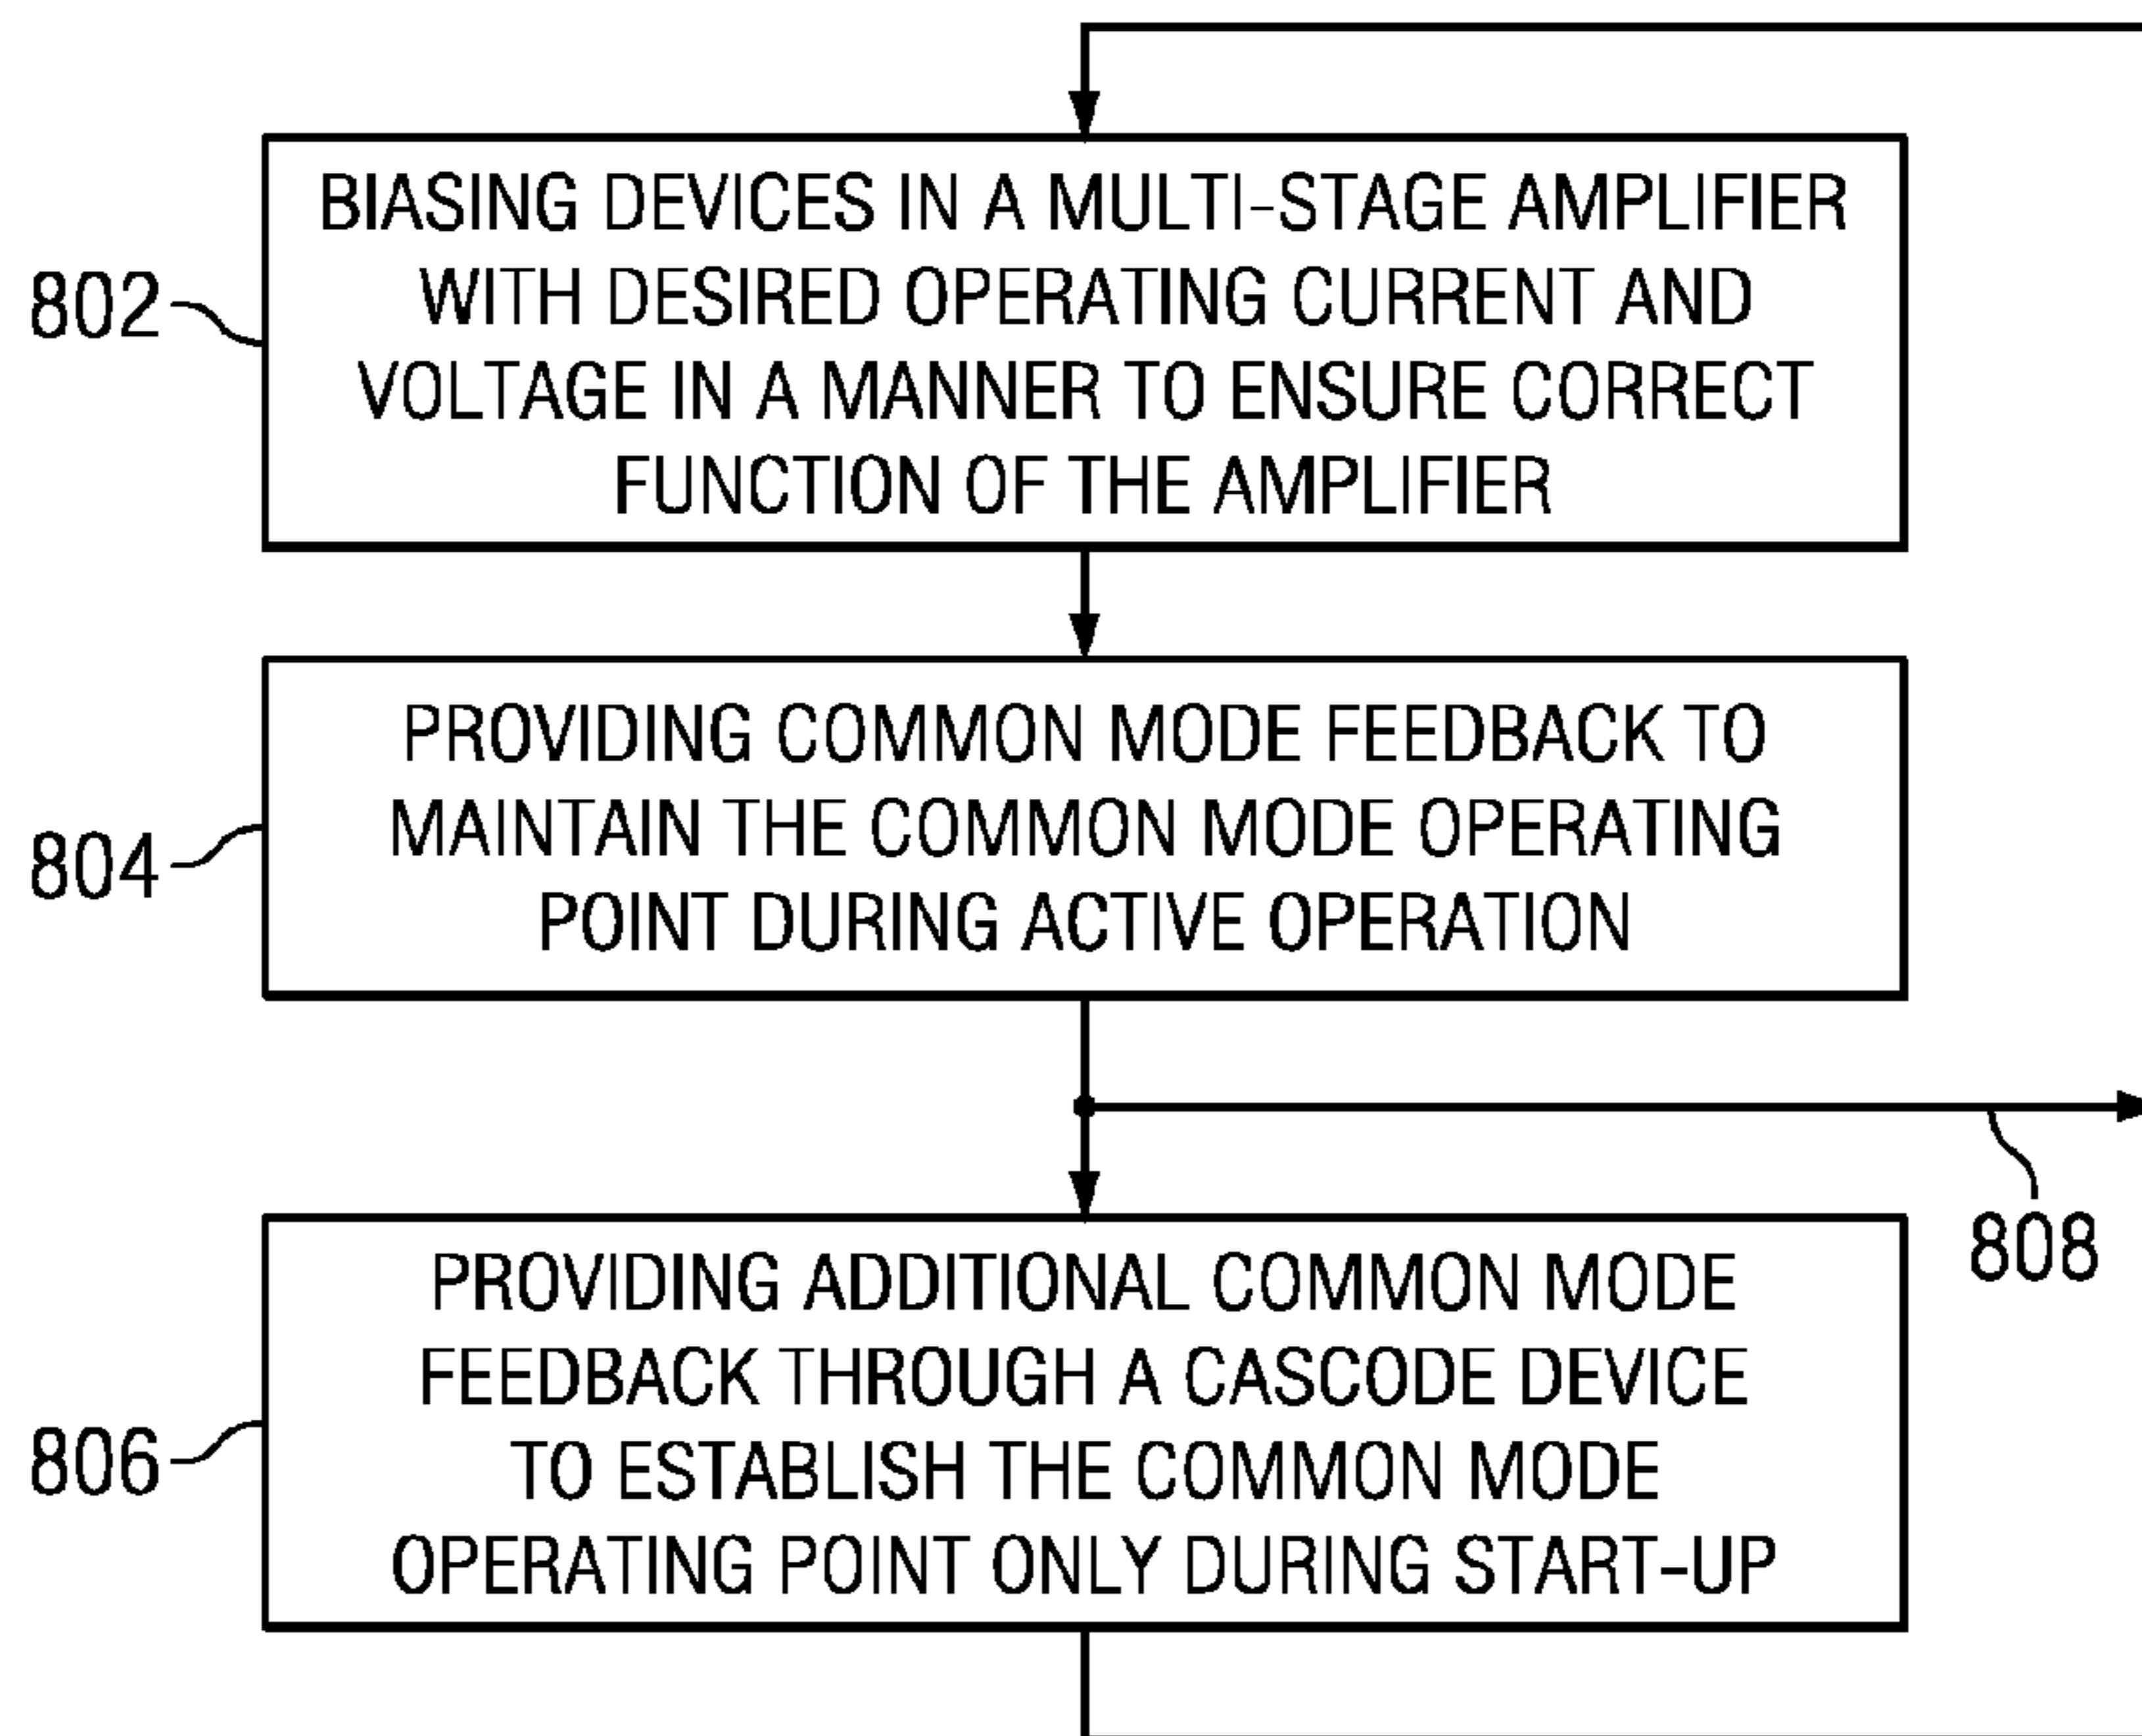 802
BIASING DEVICES IN A MULTI-STAGE AMPLIFIER
WITH DESIRED OPERATING CURRENT AND
VOLTAGE IN A MANNER TO ENSURE CORRECT
FUNCTION OF THE AMPLIFIER
804
PROVIDING COMMON MODE FEEDBACK TO
MAINTAIN THE COMMON MODE OPERATING
POINT DURING ACTIVE OPERATION
808
806
PROVIDING ADDITIONAL COMMON MODE
FEEDBACK THROUGH A CASCODE DEVICE
TO ESTABLISH THE COMMON MODE
OPERATING POINT ONLY DURING START-UP